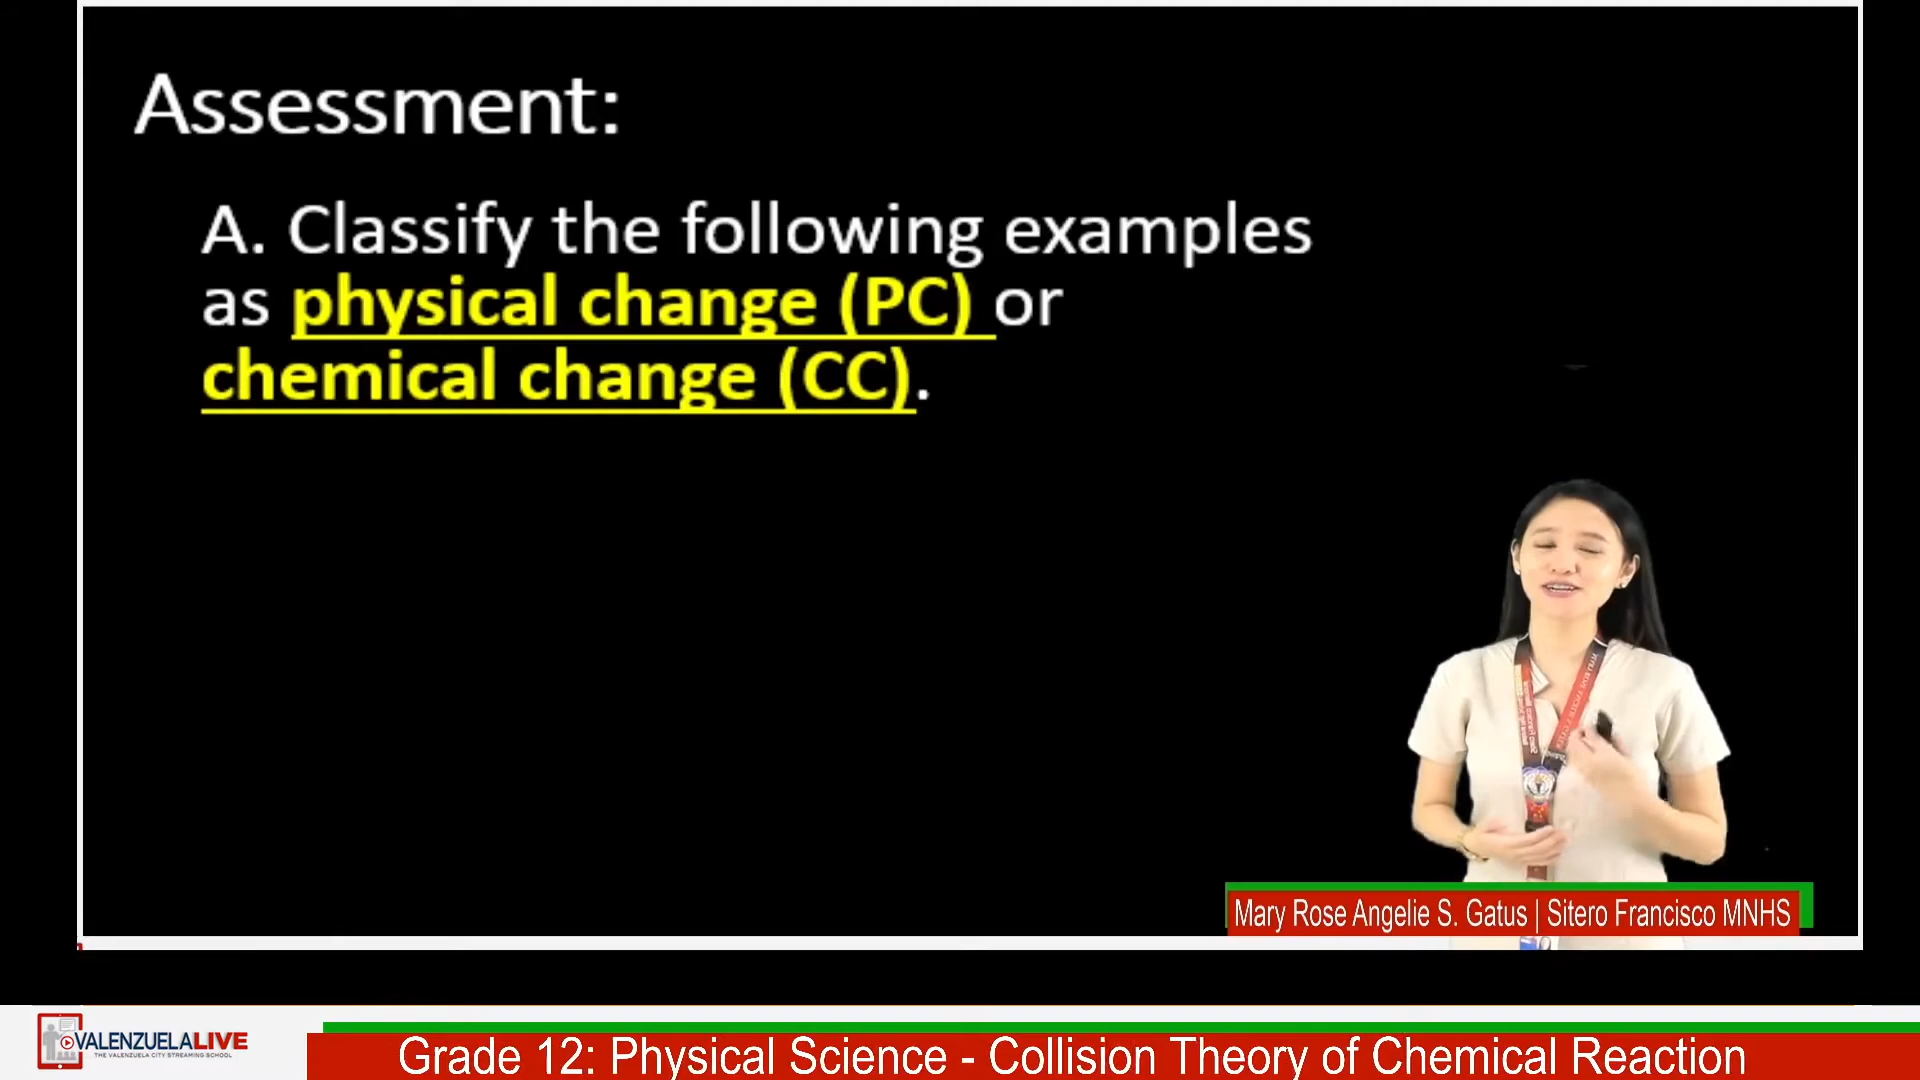 Assessment:
A. Classify the following examples
as physical change (PC) or
chemical change (CC).
Mary Rose Angelie S. Gatus | Sitero Francisco MNHS
VALENZUELALIVE
THE VALENZUELA CITY STREAMING SCHOOL
Grade 12: Physical Science - Collision Theory of Chemical Reaction